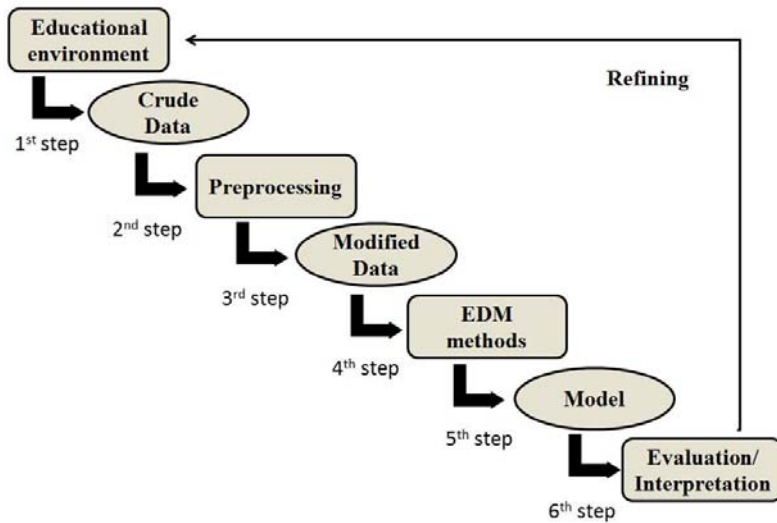 Educational
environment
Refining
Crude
Data
1st step
Preprocessing
2nd step
Modified
Data
3rd step
EDM
methods
4th step
Model
5th step
Evaluation/
Interpretation
6th step